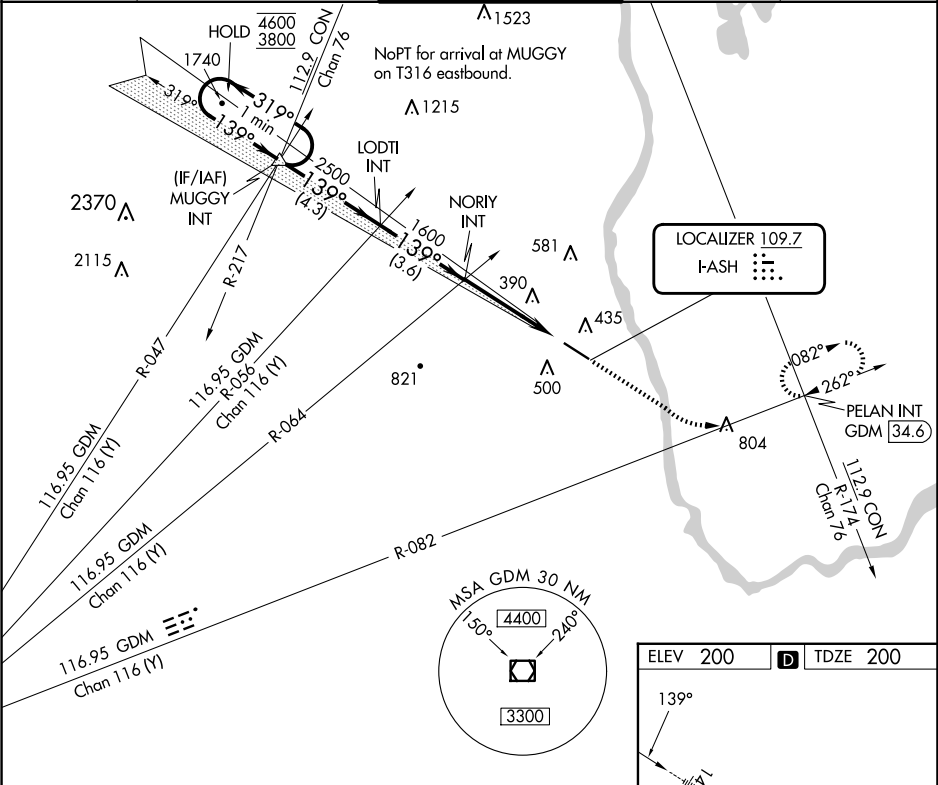 1523
HOLD 4600
3800
112.9 CON
Chan 76
NoPT for arrival at MUGGY
on T316 eastbound.
1740
319°
319°
1 min
139°
1215
(IF/IAF)
MUGGY
INT
2500
139°
(4.3)
LODTI
INT
1600
139°
(3.6)
NORIY
INT
2370
2115
R-217
581
390
435
500
821
LOCALIZER 109.7
I-ASH
082°
262°
PELAN INT
GDM 34.6
804
112.9 CON
R-174
Chan 76
R-047
116.95 GDM
Chan 116 (Y)
116.95 GDM
R-056
Chan 116 (Y)
R-064
116.95 GDM
Chan 116 (Y)
R-082
116.95 GDM
Chan 116 (Y)
MSA GDM 30 NM
150°
4400
240°
3300
ELEV 200 D TDZE 200
139°
14